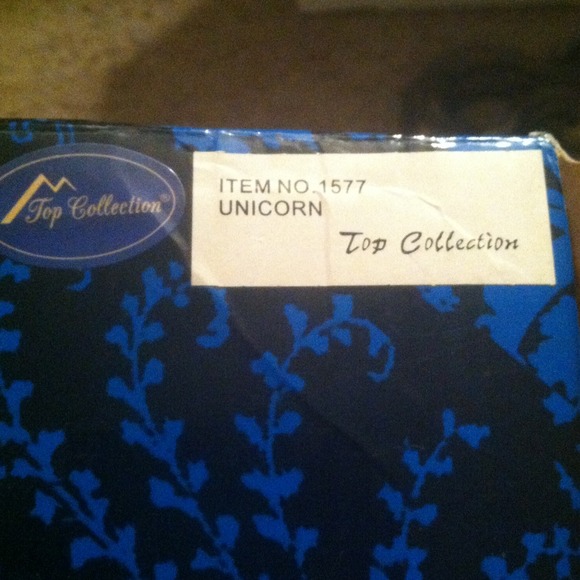 Top Collection®
ITEM NO.1577
UNICORN
Top Collection